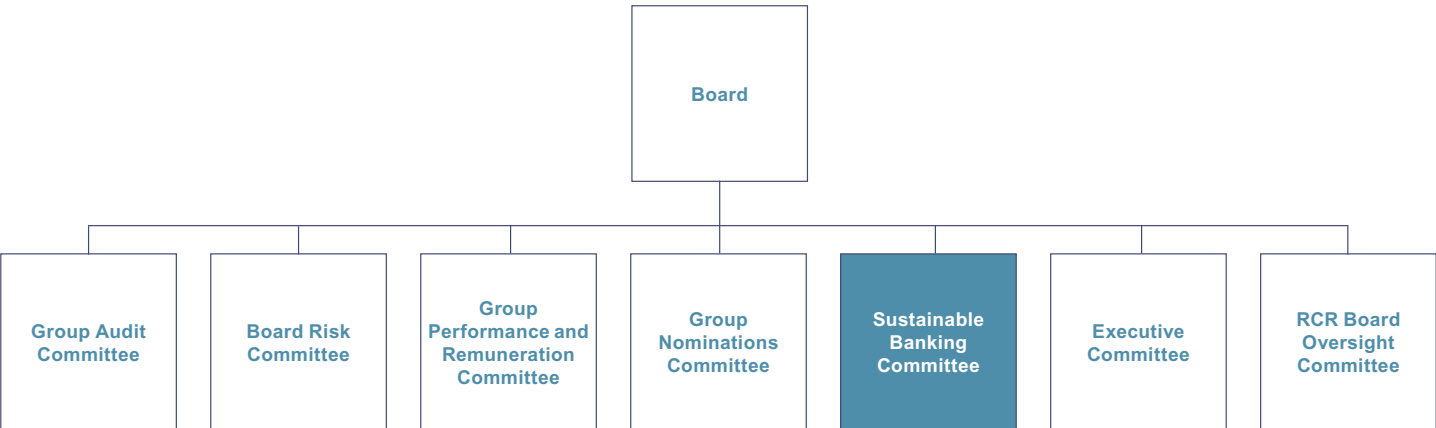 Board
Group Audit
Committee
Board Risk
Committee
Group
Performance and
Remuneration
Committee
Group
Nominations
Committee
Sustainable
Banking
Committee
Executive
Committee
RCR Board
Oversight
Committee